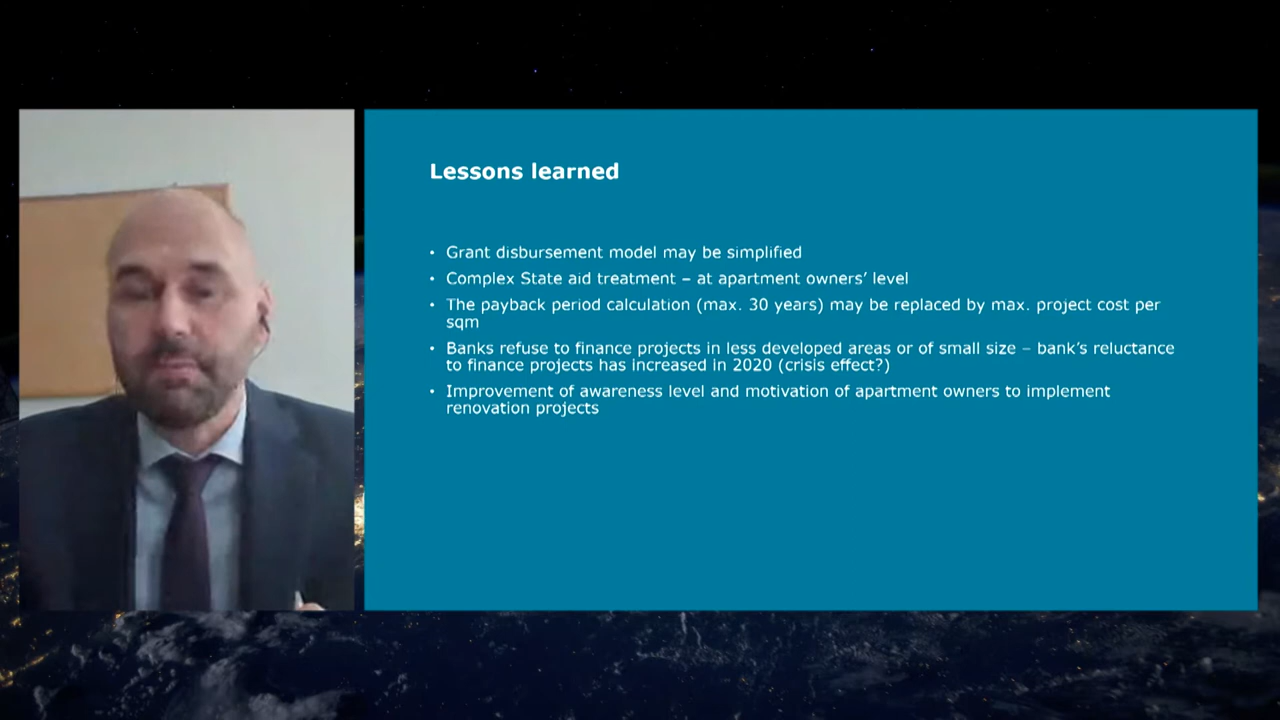 Lessons learned
• Grant disbursement model may be simplified
• Complex State aid treatment – at apartment owners’ level
• The payback period calculation (max. 30 years) may be replaced by max. project cost per
sqm
• Banks refuse to finance projects in less developed areas or of small size – bank’s reluctance
to finance projects has increased in 2020 (crisis effect?)
• Improvement of awareness level and motivation of apartment owners to implement
renovation projects